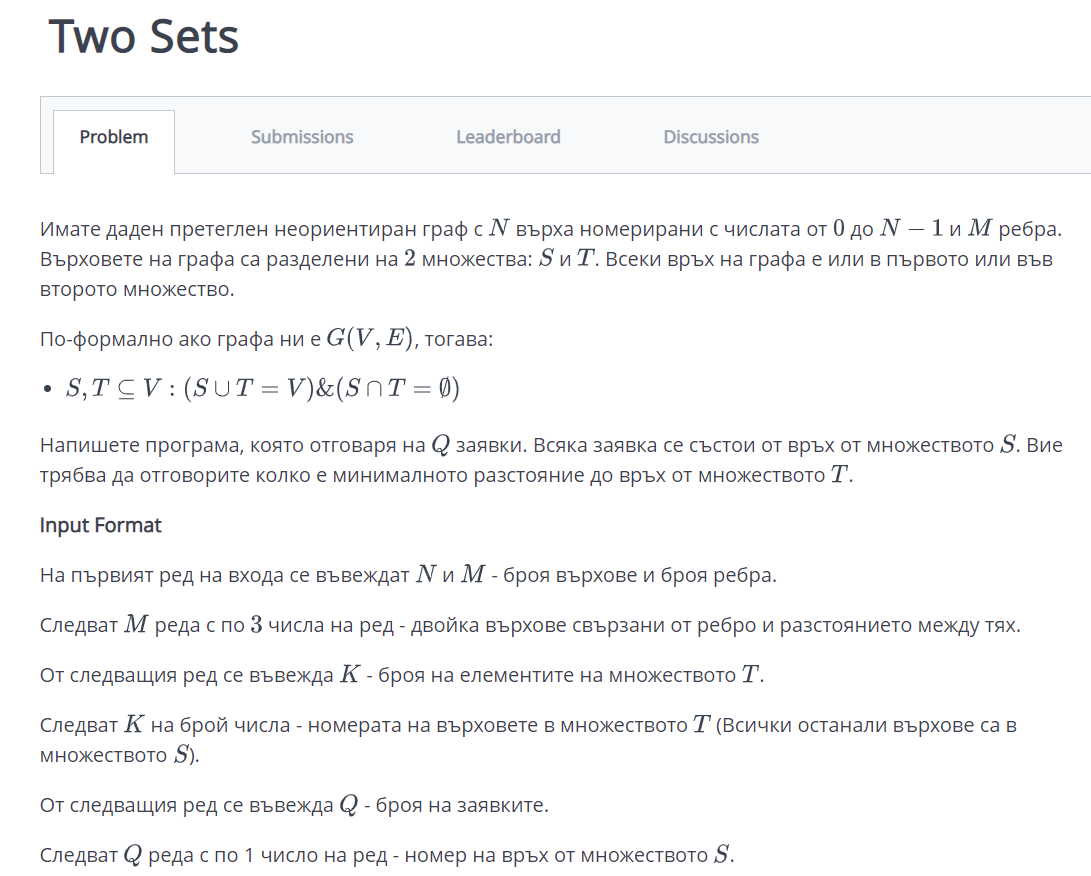 Two Sets
Problem Submissions Leaderboard Discussions
Имате даден претеглен неориентиран граф с N върха номерирани с числата от 0 до N − 1 и M ребра.
Върховете на графа са разделени на 2 множества: S и T. Всеки връх на графа е или в първото или във
второто множество.
По-формално ако графа ни е G(V, E), тогава:
• S, T ⊆ V : (S ∪ T = V)&(S ∩ T = ∅)
Напишете програма, която отговаря на Q заявки. Всяка заявка се състои от връх от множеството S. Вие
трябва да отговорите колко е минималното разстояние до връх от множеството T.
Input Format
На първият ред на входа се въвеждат N и M - броя върхове и броя ребра.
Следват M реда с по 3 числа на ред - двойка върхове свързани от ребро и разстоянието между тях.
От следващия ред се въвежда K - броя на елементите на множеството T.
Следват K на брой числа - номерата на върховете в множеството T (Всички останали върхове са в
множеството S).
От следващия ред се въвежда Q - броя на заявките.
Следват Q реда с по 1 число на ред - номер на връх от множеството S.